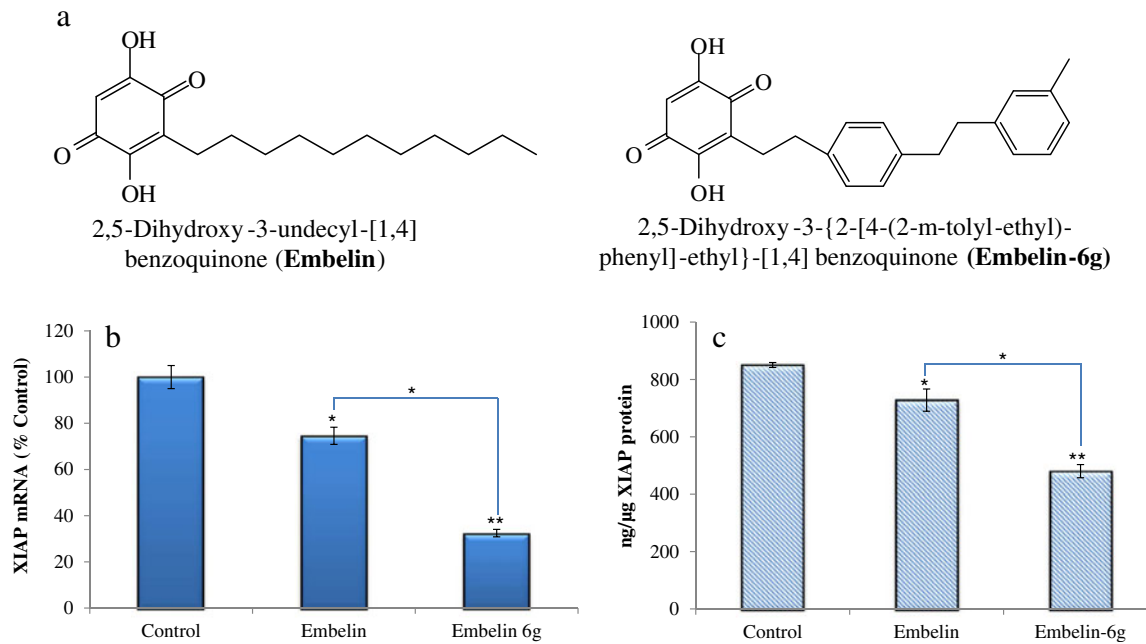 a
OH
O
O
OH
2,5-Dihydroxy-3-undecyl-[1,4]
benzoquinone (Embelin)
OH
O
O
OH
2,5-Dihydroxy-3-{2-[4-(2-m-tolyl-ethyl)-
phenyl]-ethyl}-[1,4] benzoquinone (Embelin-6g)
b
XIAP mRNA (% Control)
120
100
80
60
40
20
0
*
*
**
Control
Embelin
Embelin 6g
c
ng/µg XIAP protein
1000
800
600
400
200
0
*
*
**
Control
Embelin
Embelin-6g